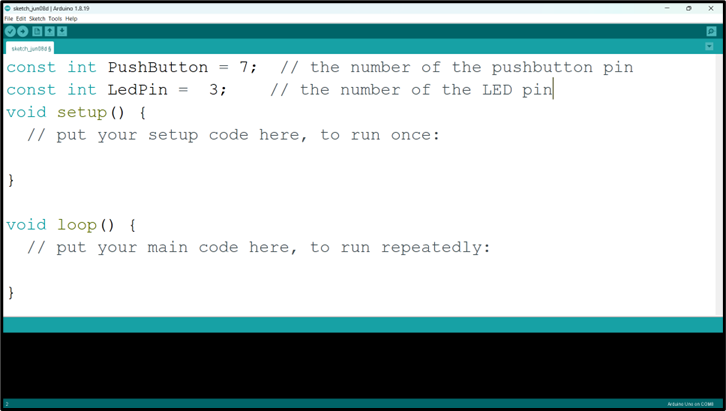 sketch_jun08d | Arduino 1.8.19
File Edit Sketch Tools Help
sketch_jun08d §
const int PushButton = 7;  // the number of the pushbutton pin
const int LedPin =  3;    // the number of the LED pin
void setup() {
  // put your setup code here, to run once:
}
void loop() {
  // put your main code here, to run repeatedly:
}
Arduino Uno on